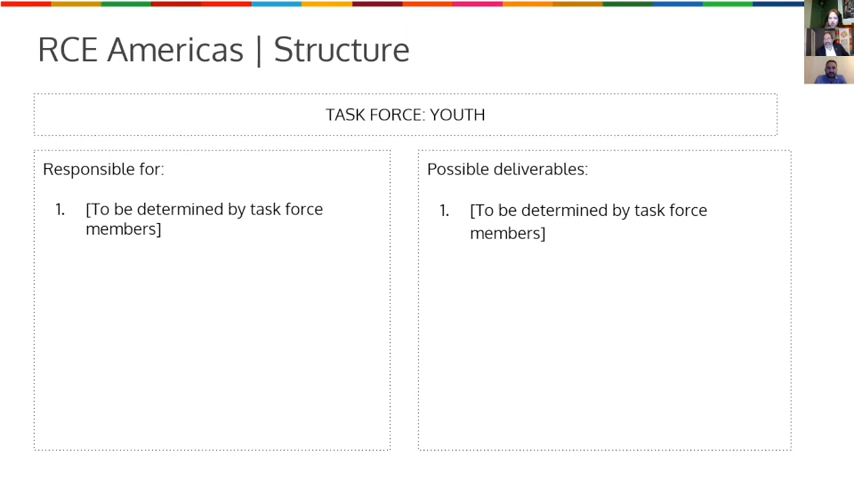 RCE Americas | Structure
TASK FORCE: YOUTH
Responsible for:
1. [To be determined by task force
members]
Possible deliverables:
1. [To be determined by task force
members]